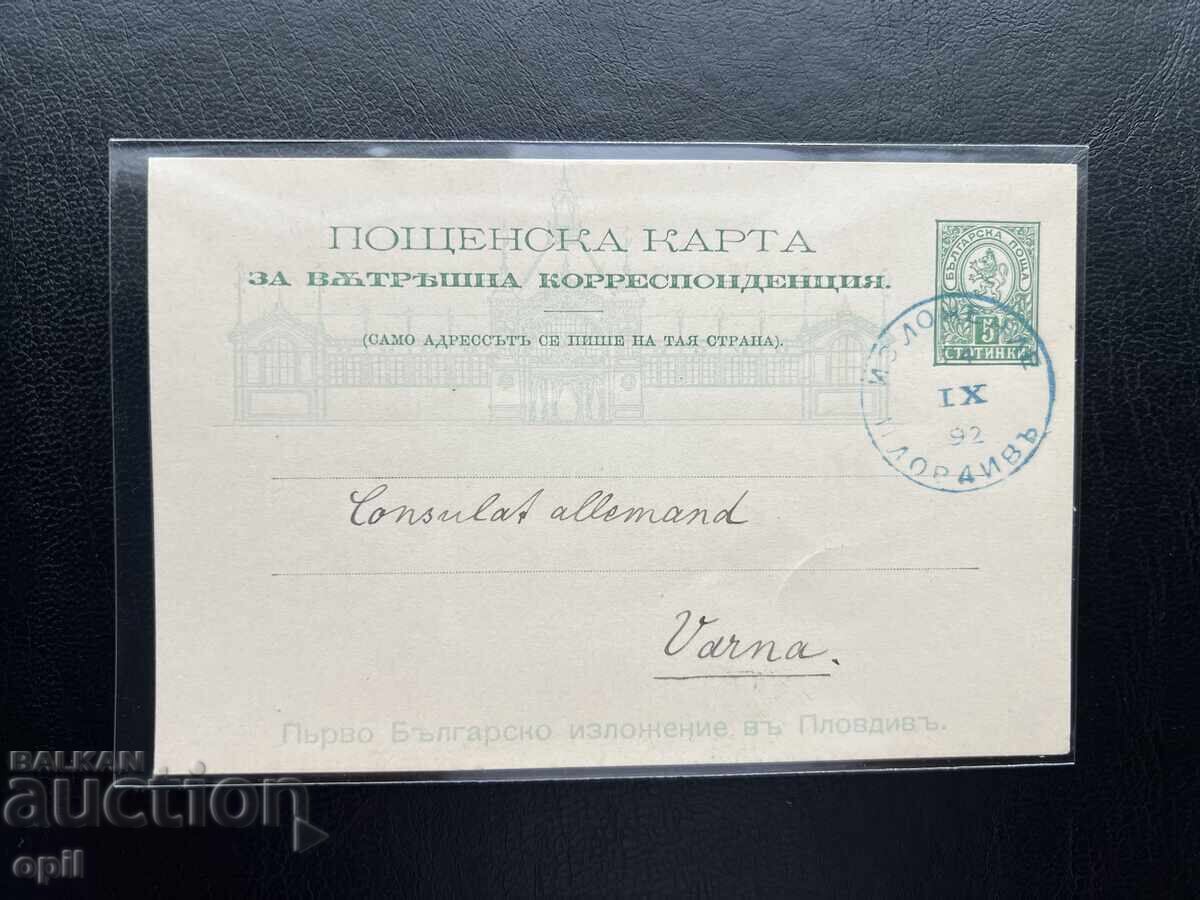 ПОЩЕНСКА КАРТА
ЗА ВѪТРѢШНА КОРРЕСПОНДЕНЦИЯ.
(САМО АДРЕССЪТЪ СЕ ПИШЕ НА ТАЯ СТРАНА).
БЪЛГАРСКА ПОЩА
5
СТОТИНКИ
IX
92
ПЛОВДИВЪ
Consulat allemand
Varna.
Първо Българско изложение въ Пловдивъ.
BALKAN
auction
opil